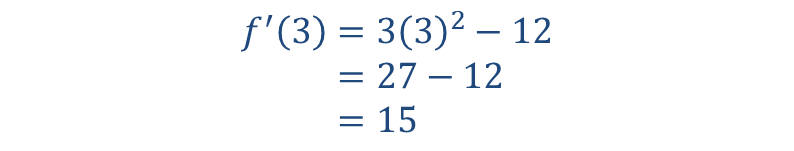 f′(3) = 3(3)² − 12
= 27 − 12
= 15